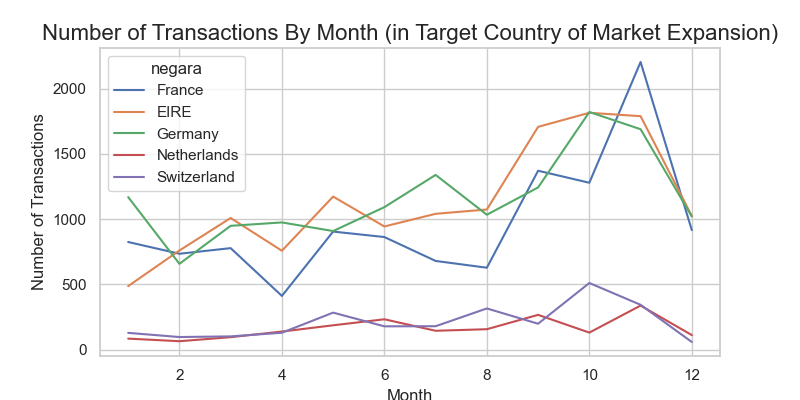 Number of Transactions By Month (in Target Country of Market Expansion)
negara
France
EIRE
Germany
Netherlands
Switzerland
Number of Transactions
2000
1500
1000
500
0
2 4 6 8 10 12
Month